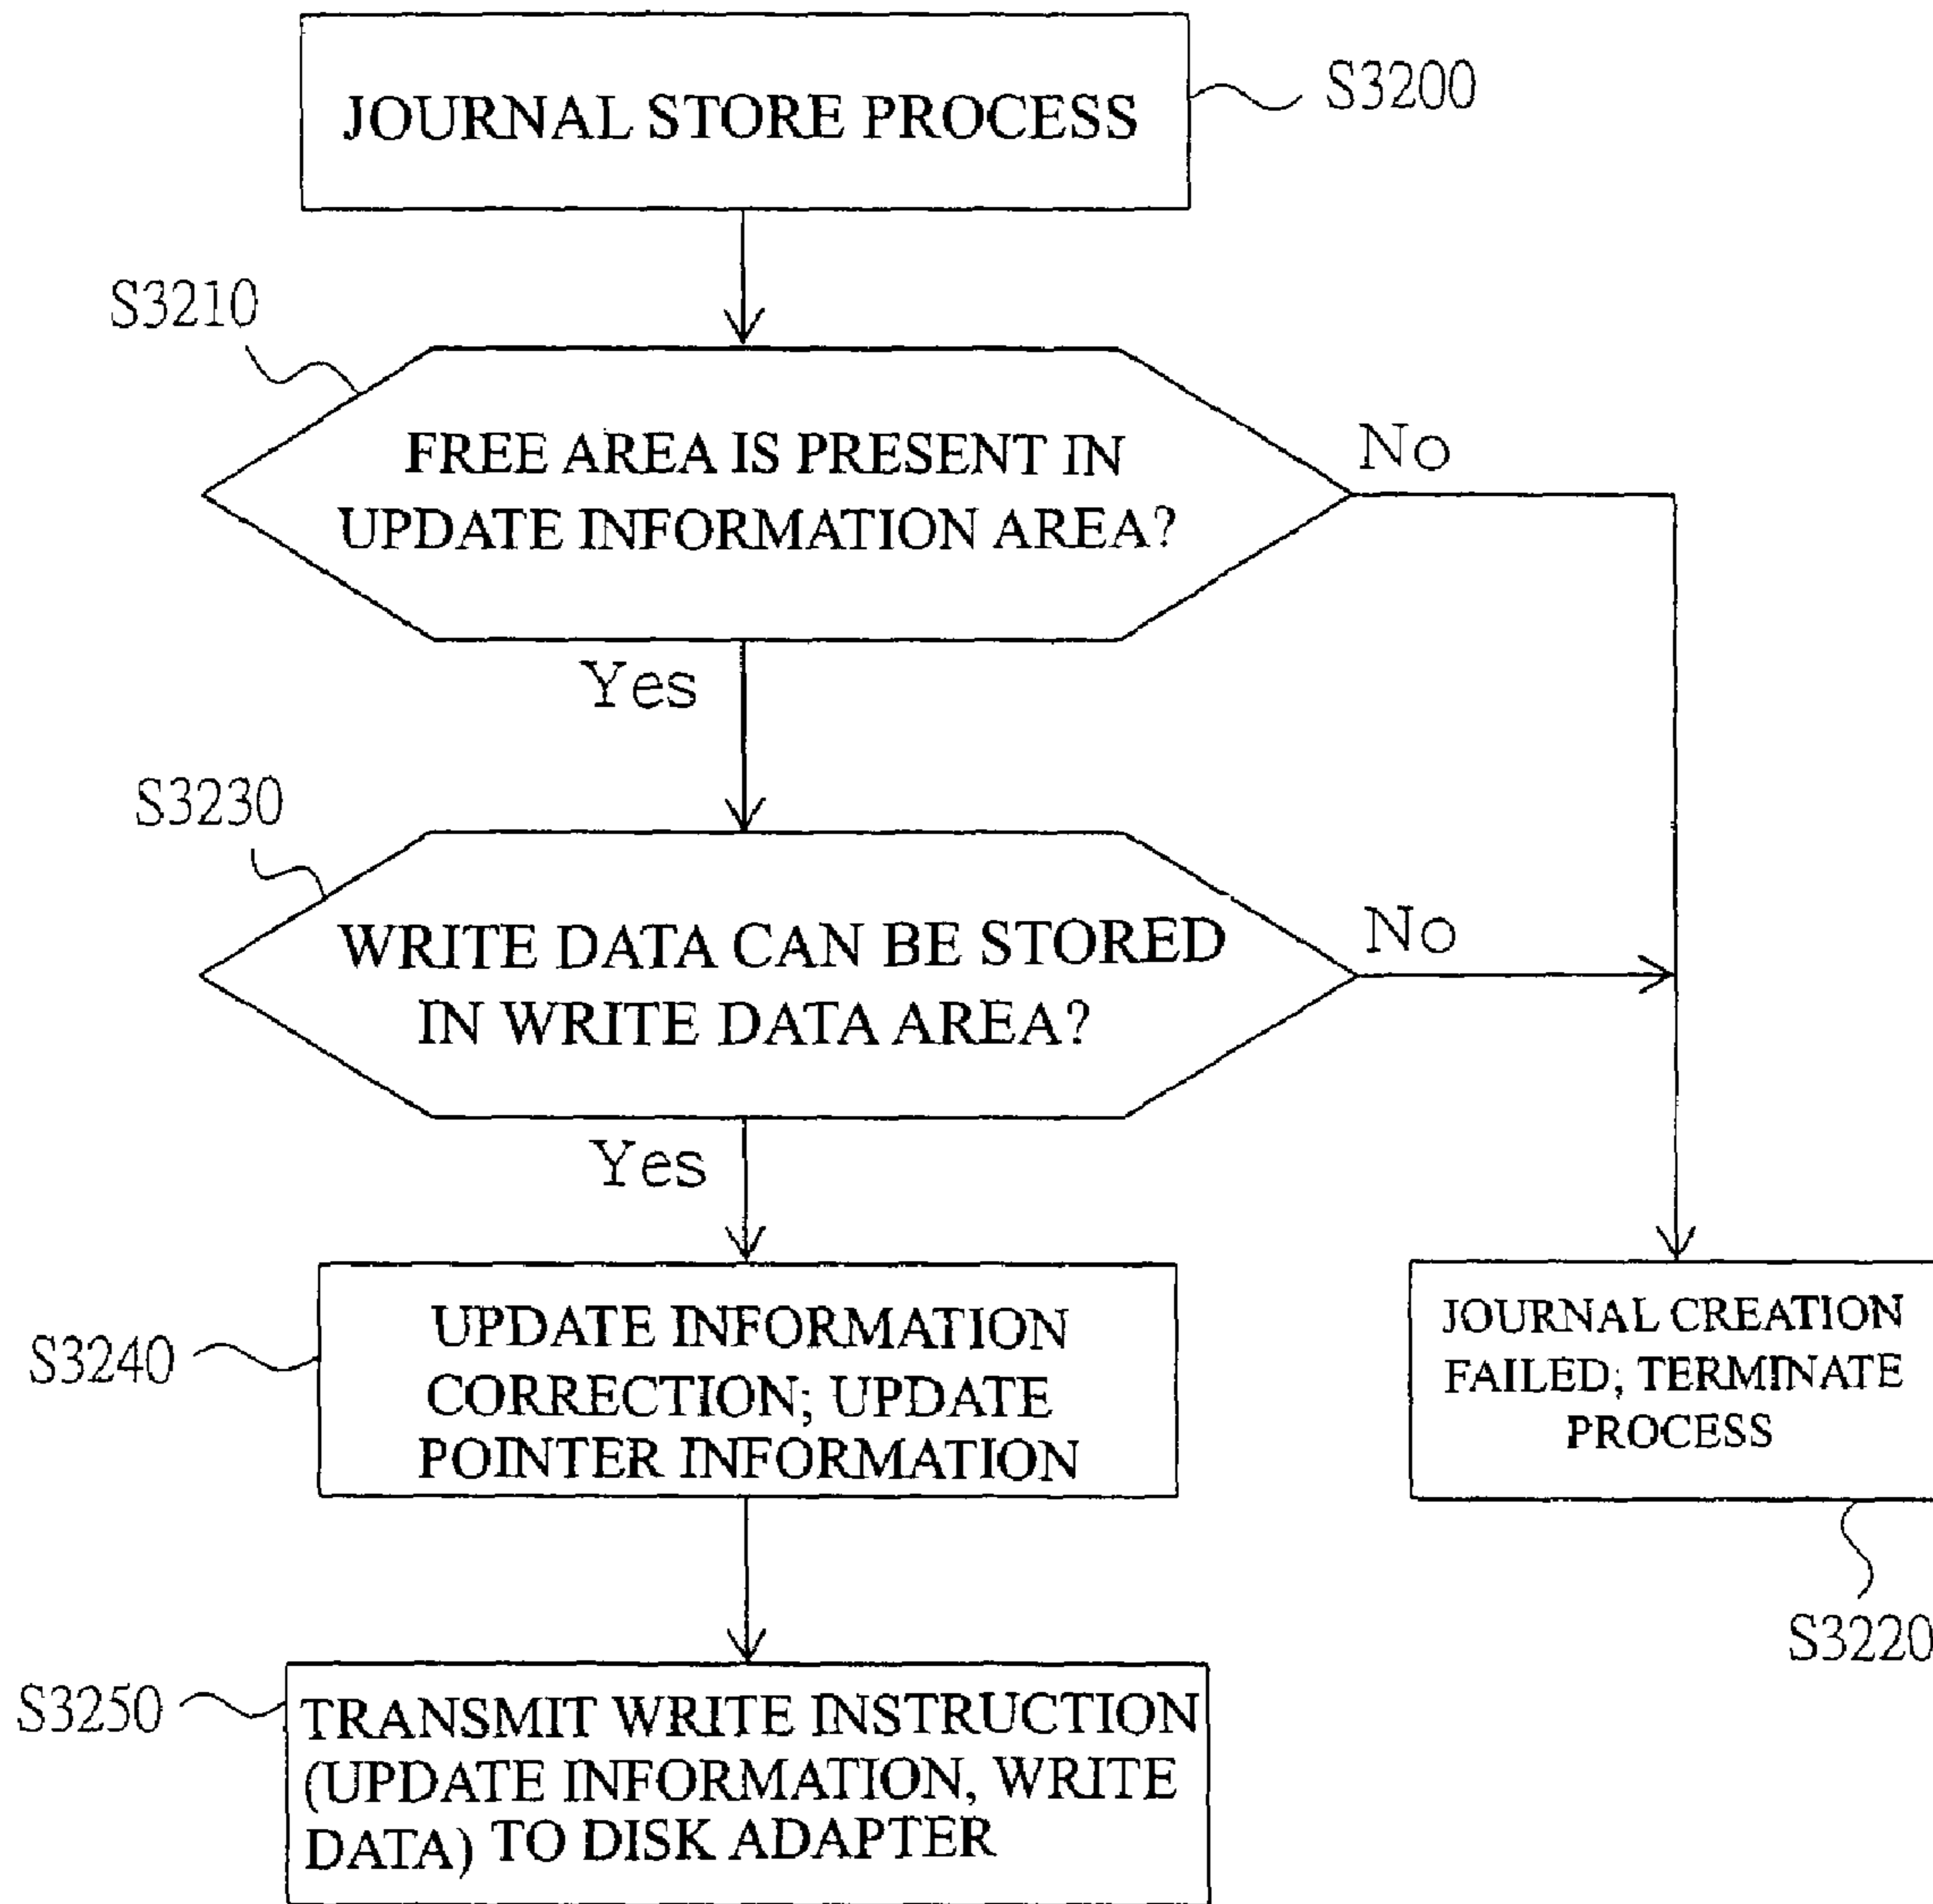 JOURNAL STORE PROCESS
S3200
S3210
FREE AREA IS PRESENT IN
UPDATE INFORMATION AREA?
No
Yes
S3230
WRITE DATA CAN BE STORED
IN WRITE DATA AREA?
No
Yes
S3240
UPDATE INFORMATION
CORRECTION; UPDATE
POINTER INFORMATION
JOURNAL CREATION
FAILED; TERMINATE
PROCESS
S3220
S3250
TRANSMIT WRITE INSTRUCTION
(UPDATE INFORMATION, WRITE
DATA) TO DISK ADAPTER